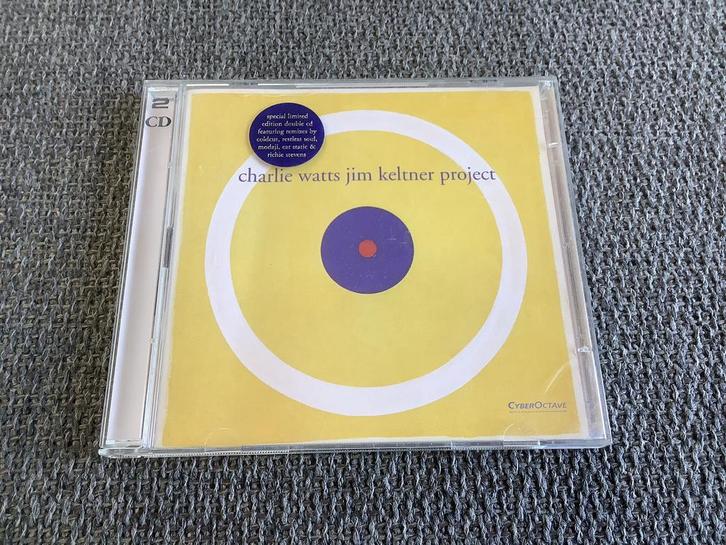 2
CD
special limited
edition double cd
featuring remixes by
coldcut, restless soul,
modaji, eat static &
richie stevens
charlie watts jim keltner project
CYBEROCTAVE